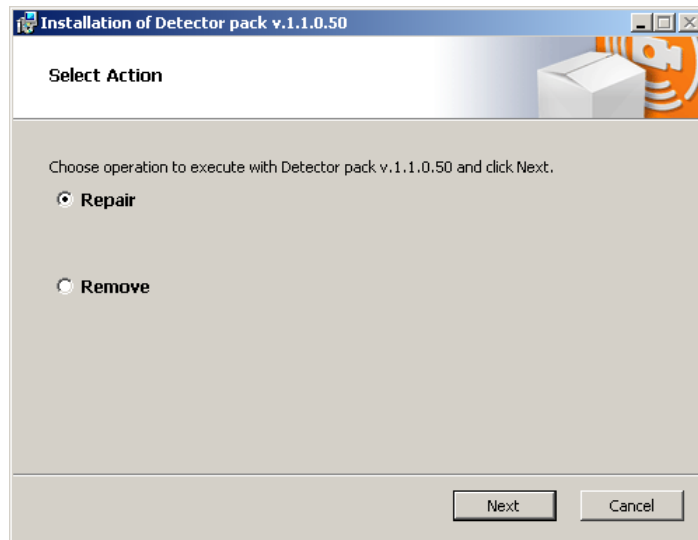 Installation of Detector pack v.1.1.0.50
Select Action
Choose operation to execute with Detector pack v.1.1.0.50 and click Next.
Repair
Remove
Next
Cancel